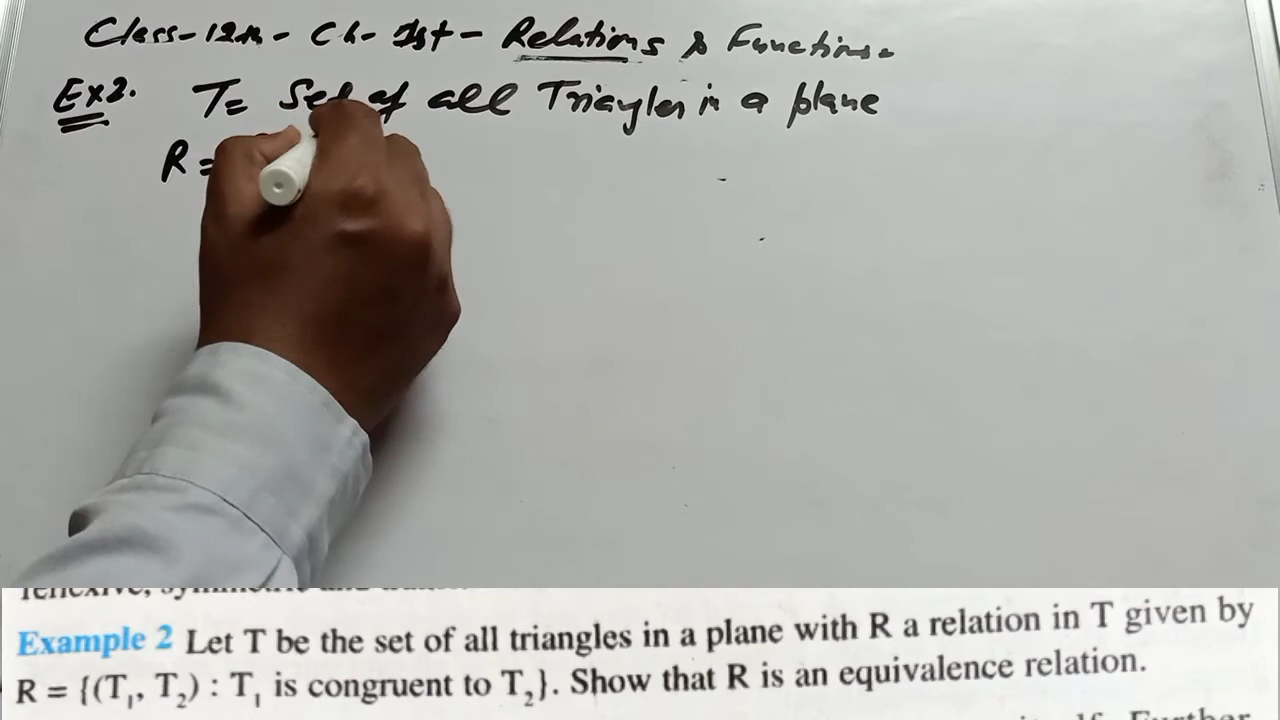 Class-12th- Ch- 1st - Relations & Functions.
Ex2. T= Set of all Triangles in a plane
R =
reflexive,
Example 2 Let T be the set of all triangles in a plane with R a relation in T given by
R = {(T₁, T₂) : T₁ is congruent to T₂}. Show that R is an equivalence relation.
Further